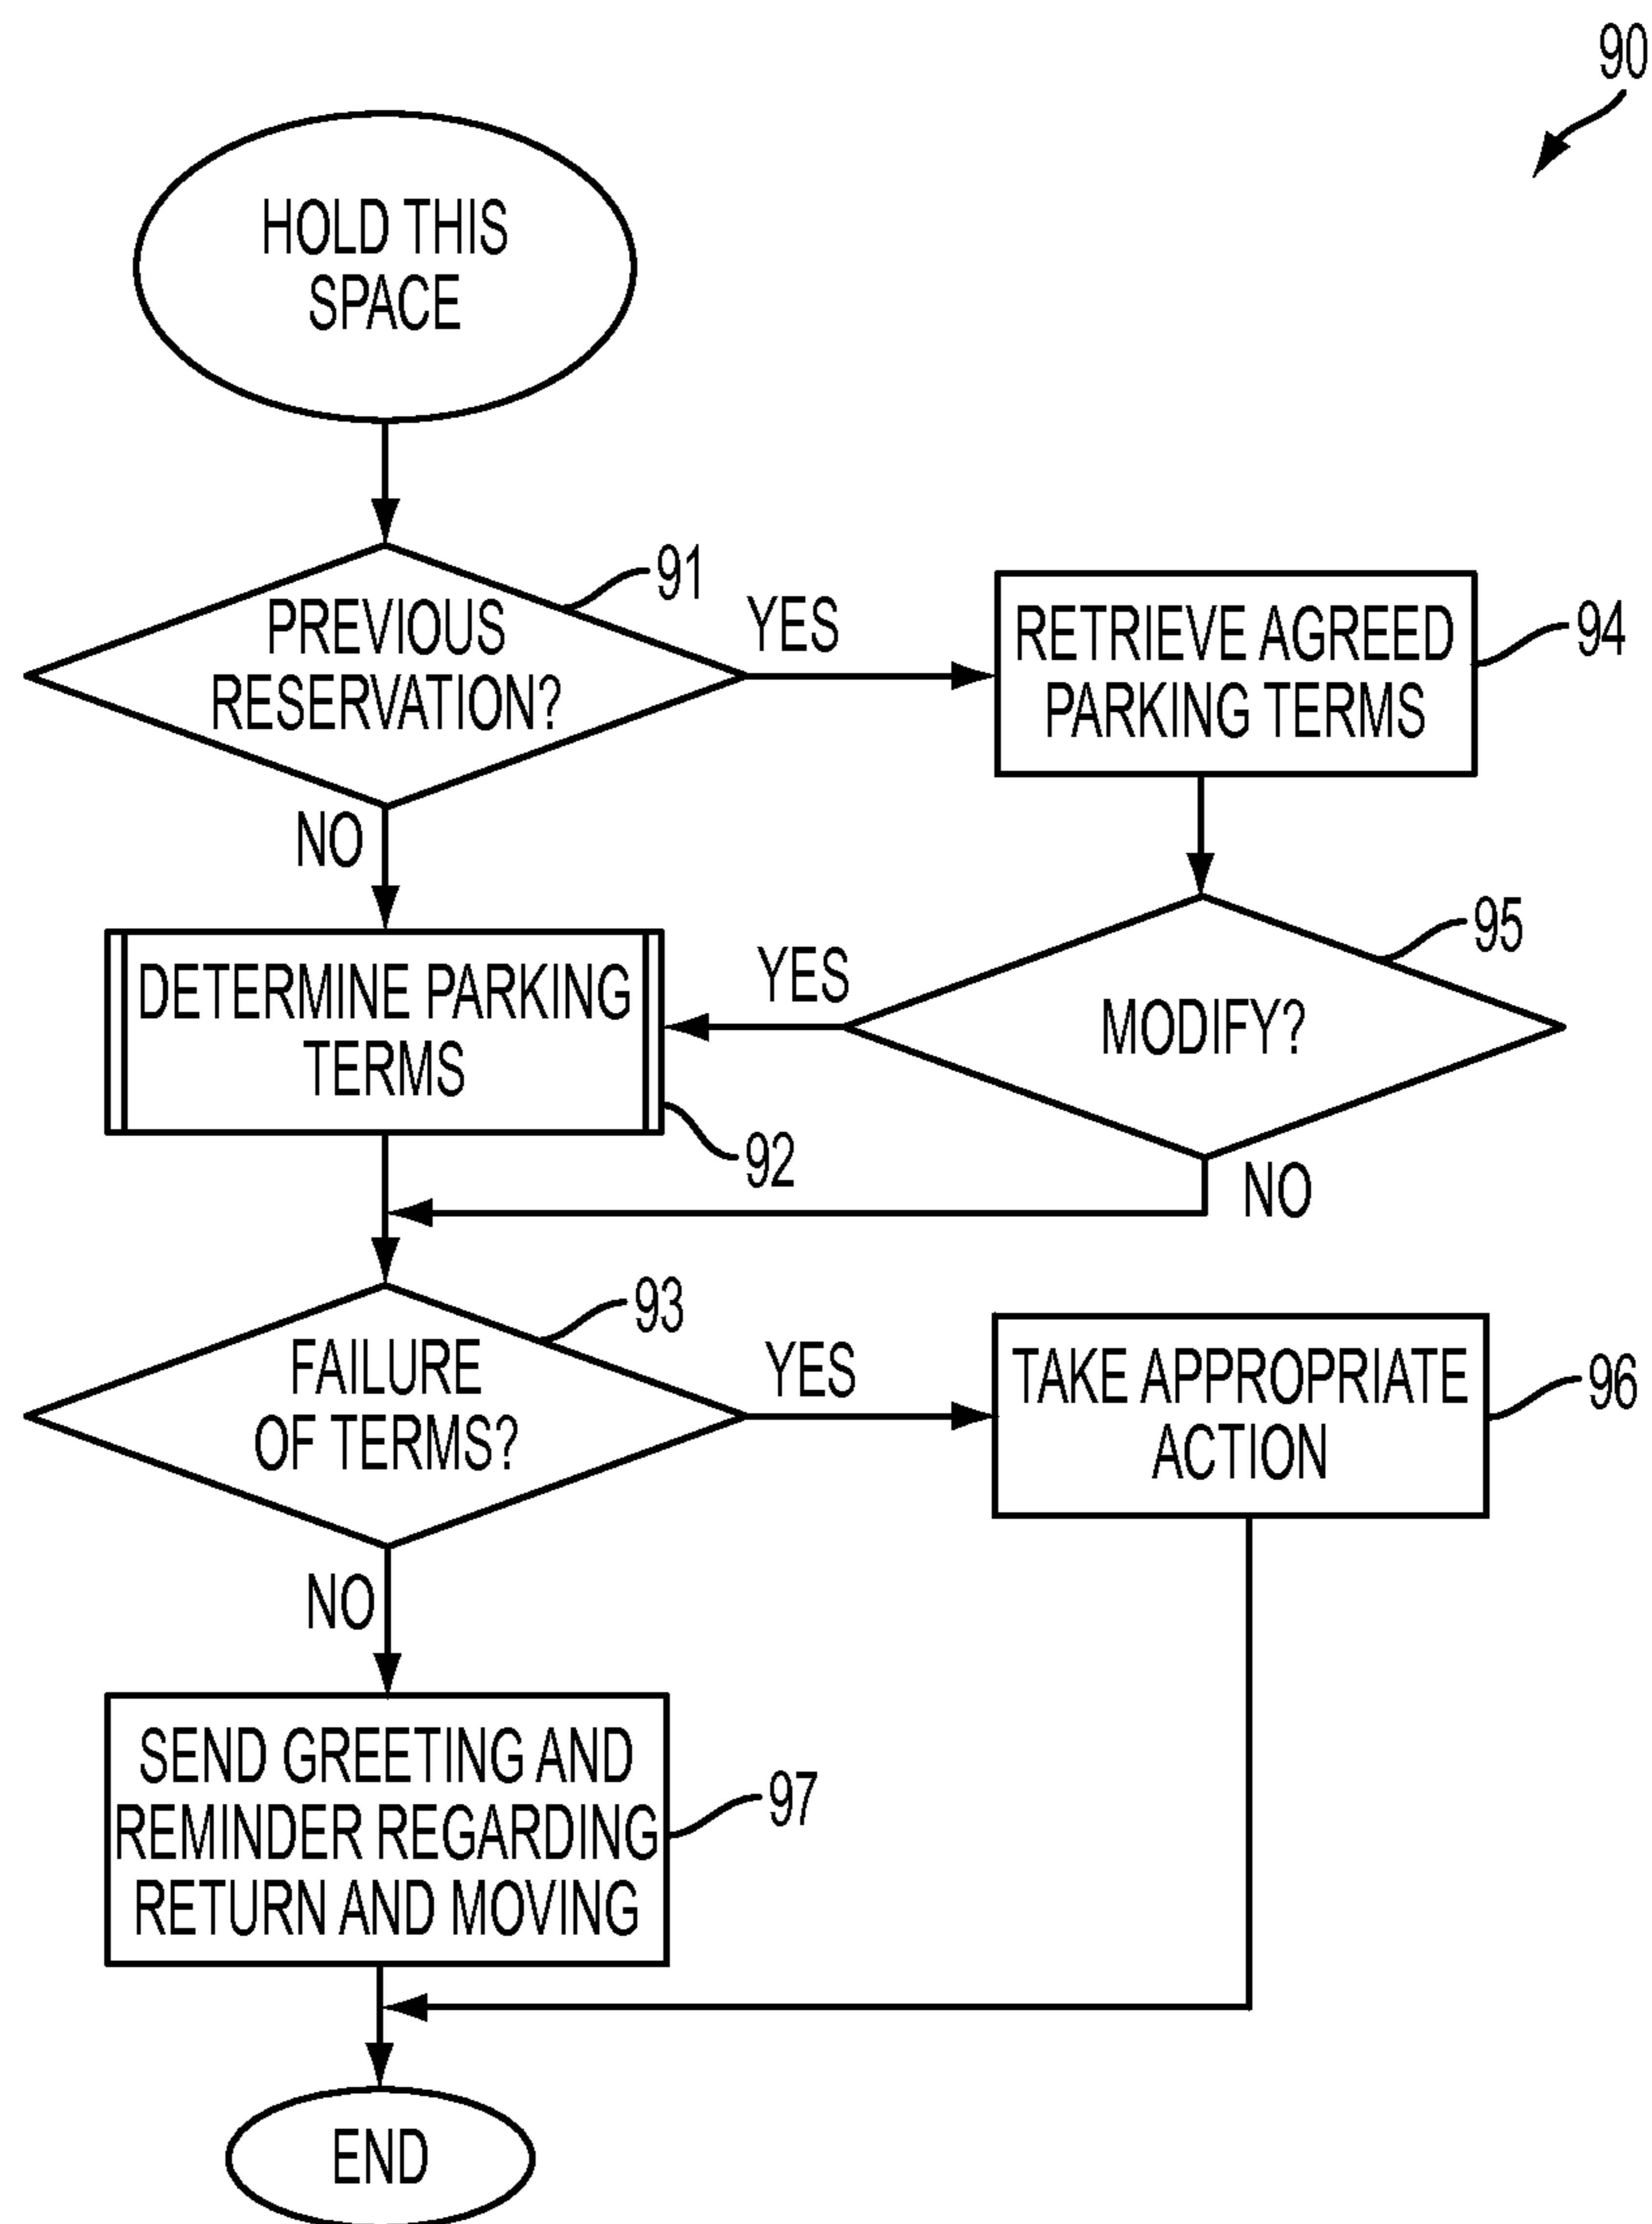 90
HOLD THIS
SPACE
91
PREVIOUS
RESERVATION?
YES
RETRIEVE AGREED
PARKING TERMS
94
NO
95
DETERMINE PARKING
TERMS
YES
MODIFY?
92
NO
93
FAILURE
OF TERMS?
YES
TAKE APPROPRIATE
ACTION
96
NO
SEND GREETING AND
REMINDER REGARDING
RETURN AND MOVING
97
END